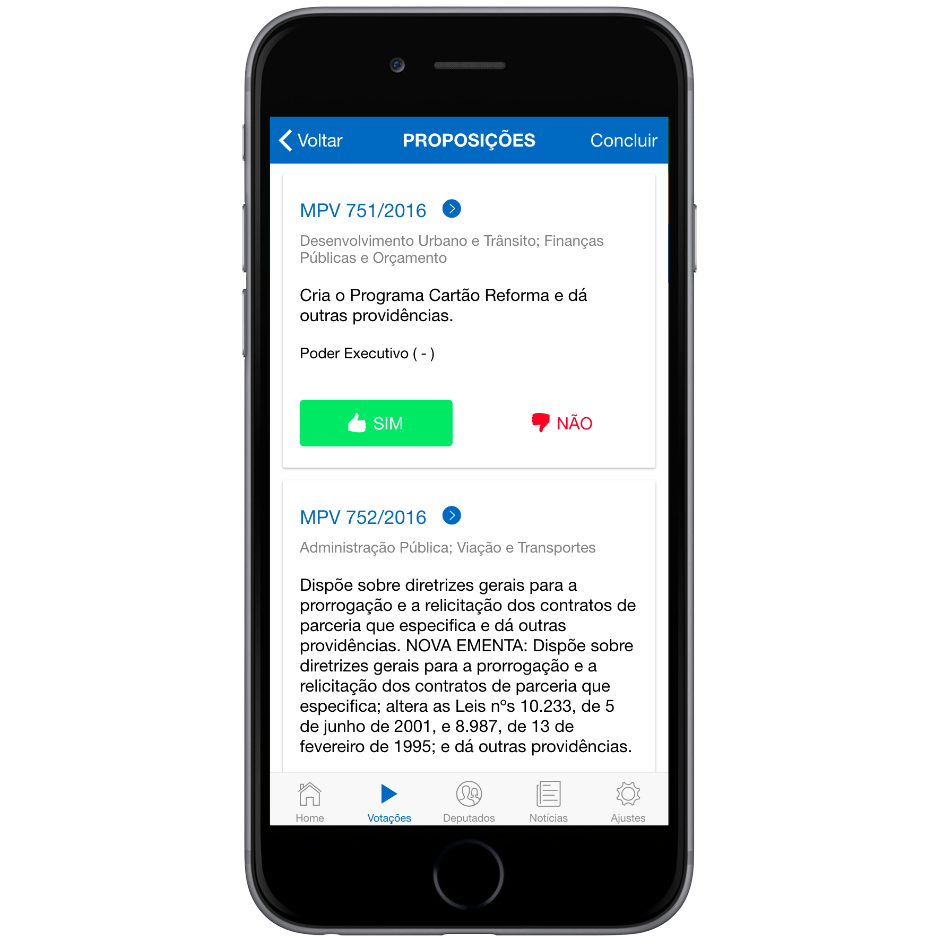 Voltar
PROPOSIÇÕES
Concluir
MPV 751/2016
Desenvolvimento Urbano e Trânsito; Finanças
Públicas e Orçamento
Cria o Programa Cartão Reforma e dá
outras providências.
Poder Executivo ( - )
SIM
NÃO
MPV 752/2016
Administração Pública; Viação e Transportes
Dispõe sobre diretrizes gerais para a
prorrogação e a relicitação dos contratos de
parceria que especifica e dá outras
providências. NOVA EMENTA: Dispõe sobre
diretrizes gerais para a prorrogação e a
relicitação dos contratos de parceria que
especifica; altera as Leis nºs 10.233, de 5
de junho de 2001, e 8.987, de 13 de
fevereiro de 1995; e dá outras providências.
Home
Votações
Deputados
Notícias
Ajustes